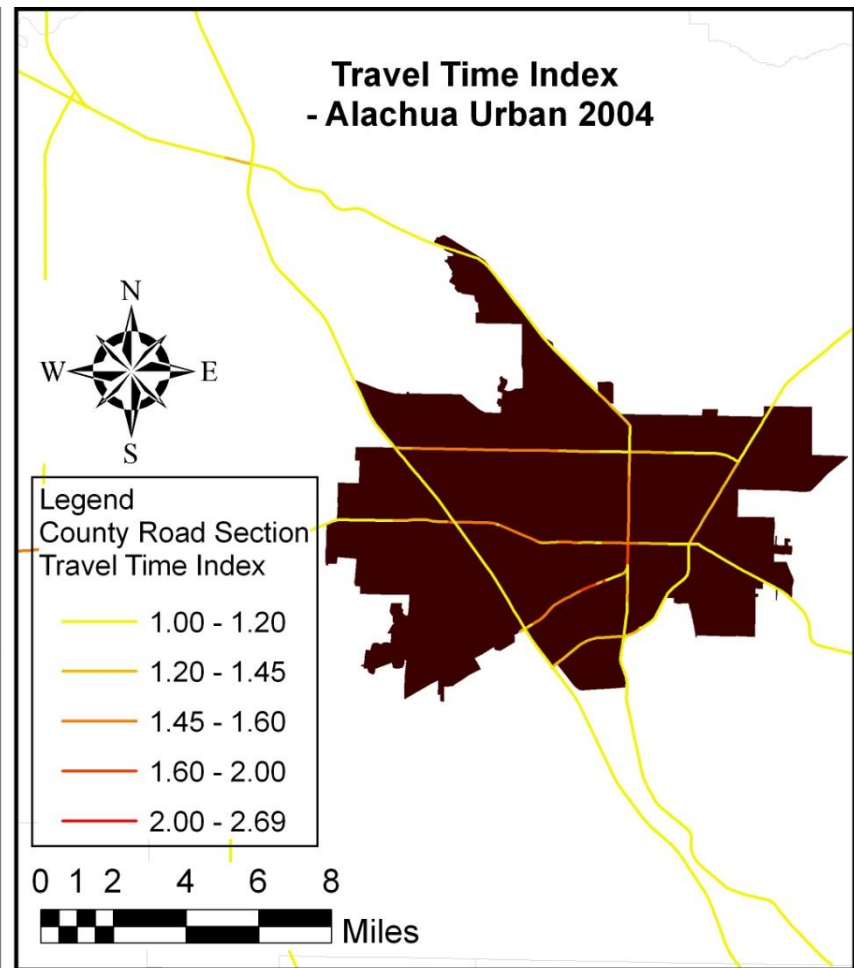 Travel Time Index
- Alachua Urban 2004
N
W E
S
Legend
County Road Section
Travel Time Index
1.00 - 1.20
1.20 - 1.45
1.45 - 1.60
1.60 - 2.00
2.00 - 2.69
0 1 2 4 6 8
Miles